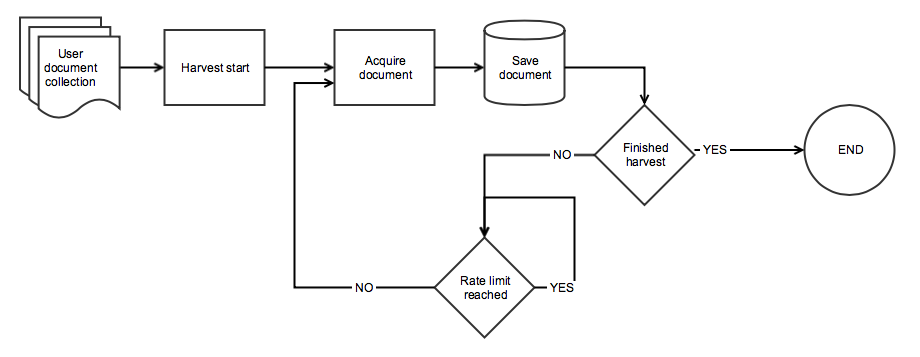 User
document
collection
Harvest start
Acquire
document
Save
document
Finished
harvest
YES
END
NO
Rate limit
reached
YES
NO